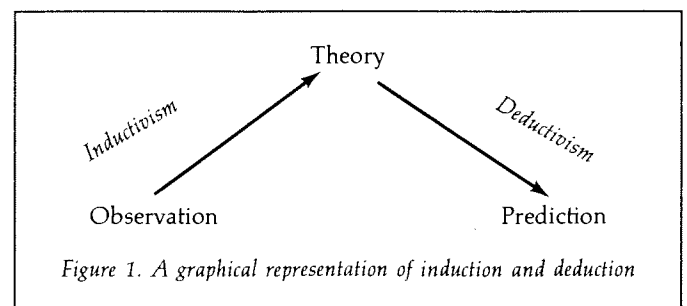 Theory
Inductivism
Deductivism
Observation
Prediction
Figure 1. A graphical representation of induction and deduction